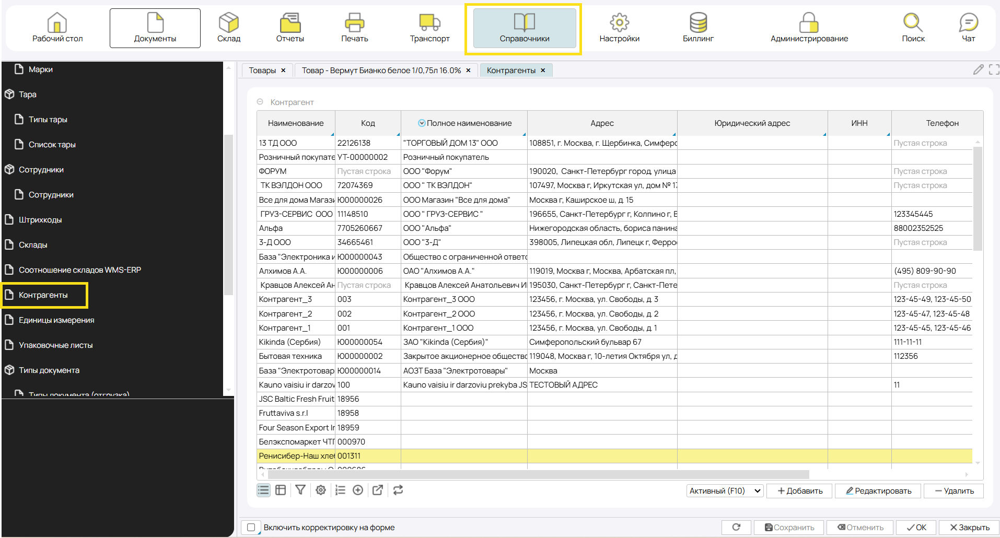 Рабочий стол
Документы
Склад
Отчеты
Печать
Транспорт
Справочники
Настройки
Биллинг
Администрирование
Поиск
Чат
Марки
Тара
Типы тары
Список тары
Сотрудники
Сотрудники
Штрихкоды
Склады
Соотношение складов WMS-ERP
Контрагенты
Единицы измерения
Упаковочные листы
Типы документа
Типы документа (отгрузка)
Товары × Товар - Вермут Бианко белое 1/0,75л 16.0% × Контрагенты ×
Контрагент
Наименование Код Полное наименование Адрес Юридический адрес ИНН Телефон
13 ТД ООО 22126138 "ТОРГОВЫЙ ДОМ 13" ООО 108851, г. Москва, г. Щербинка, Симферо Пустая строка
Розничный покупате УТ-00000002 Розничный покупатель
ФОРУМ Пустая строка ООО "Форум" 190020, Санкт-Петербург город, улица Пустая строка
ТК ВЭЛДОН ООО 72074369 ООО " ТК ВЭЛДОН" 107497, Москва г, Иркутская ул, дом № 17 Пустая строка
Все для дома Магази Ю00000026 ООО Магазин "Все для дома" Москва г, Каширское ш, д. 15
ГРУЗ-СЕРВИС ООО 11148510 ООО " ГРУЗ-СЕРВИС " 196655, Санкт-Петербург г, Колпино г, В 123345445
Альфа 7705260667 ООО "Альфа" Нижегородская область, бориса панина 88002352525
3-Д ООО 34665461 ООО "3-Д" 398005, Липецкая обл, Липецк г, Ферро Пустая строка
База "Электроника и Ю00000043 Общество с ограниченной ответс
Алхимов А.А. Ю00000006 ОАО "Алхимов А.А." 119019, Москва г, Москва, Арбатская пл, (495) 809-90-90
Кравцов Алексей Ан Пустая строка Кравцов Алексей Анатольевич И 195030, Санкт-Петербург г, Санкт-Пете Пустая строка
Контрагент_3 003 Контрагент_3 ООО 123456, г. Москва, ул. Свободы, д. 3 123-45-49, 123-45-50
Контрагент_2 002 Контрагент_2 ООО 123456, г. Москва, ул. Свободы, д. 2 123-45-47, 123-45-48
Контрагент_1 001 Контрагент_1 ООО 123456, г. Москва, ул. Свободы, д. 1 123-45-45, 123-45-46
Kikinda (Сербия) Ю00000054 ЗАО "Kikinda (Сербия)" Симферопольский бульвар 67 111-11-11
Бытовая техника Ю00000002 Закрытое акционерное общество 119048, Москва г, 10-летия Октября ул, д 112356
База "Электротовар Ю00000014 АОЗТ База "Электротовары" Москва
Kauno vaisiu ir darzov 100 Kauno vaisiu ir darzoviu prekyba JS ТЕСТОВЫЙ АДРЕС 11
JSC Baltic Fresh Fruit 18956
Fruttaviva s.r.l 18958
Four Season Export Ir 18959
Белэкспомаркет ЧТГ 000970
Ренисибер-Наш хле 001311
Активный (F10) Добавить Редактировать Удалить
Включить корректировку на форме Сохранить Отменить ОК Закрыть